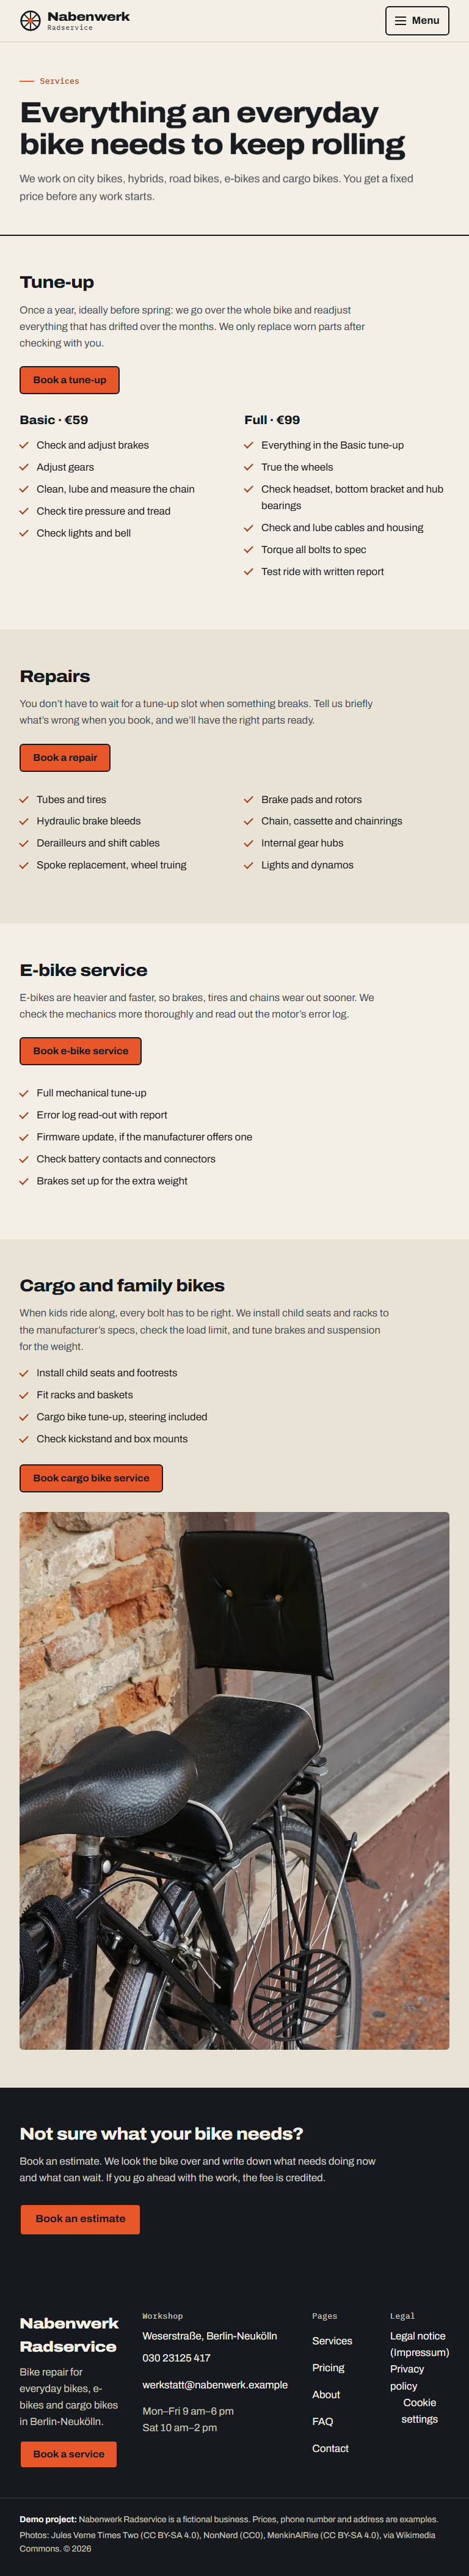 Nabenwerk
Radservice
Menu
Services
Everything an everyday
bike needs to keep rolling
We work on city bikes, hybrids, road bikes, e-bikes and cargo bikes. You get a fixed
price before any work starts.
Tune-up
Once a year, ideally before spring: we go over the whole bike and readjust
everything that has drifted over the months. We only replace worn parts after
checking with you.
Book a tune-up
Basic · €59
Check and adjust brakes
Adjust gears
Clean, lube and measure the chain
Check tire pressure and tread
Check lights and bell
Full · €99
Everything in the Basic tune-up
True the wheels
Check headset, bottom bracket and hub
bearings
Check and lube cables and housing
Torque all bolts to spec
Test ride with written report
Repairs
You don’t have to wait for a tune-up slot when something breaks. Tell us briefly
what’s wrong when you book, and we’ll have the right parts ready.
Book a repair
Tubes and tires
Hydraulic brake bleeds
Derailleurs and shift cables
Spoke replacement, wheel truing
Brake pads and rotors
Chain, cassette and chainrings
Internal gear hubs
Lights and dynamos
E-bike service
E-bikes are heavier and faster, so brakes, tires and chains wear out sooner. We
check the mechanics more thoroughly and read out the motor’s error log.
Book e-bike service
Full mechanical tune-up
Error log read-out with report
Firmware update, if the manufacturer offers one
Check battery contacts and connectors
Brakes set up for the extra weight
Cargo and family bikes
When kids ride along, every bolt has to be right. We install child seats and racks to
the manufacturer’s specs, check the load limit, and tune brakes and suspension
for the weight.
Install child seats and footrests
Fit racks and baskets
Cargo bike tune-up, steering included
Check kickstand and box mounts
Book cargo bike service
Not sure what your bike needs?
Book an estimate. We look the bike over and write down what needs doing now
and what can wait. If you go ahead with the work, the fee is credited.
Book an estimate
Nabenwerk
Radservice
Bike repair for
everyday bikes, e-
bikes and cargo bikes
in Berlin-Neukölln.
Book a service
Workshop
Weserstraße, Berlin-Neukölln
030 23125 417
werkstatt@nabenwerk.example
Mon–Fri 9 am–6 pm
Sat 10 am–2 pm
Pages
Services
Pricing
About
FAQ
Contact
Legal
Legal notice
(Impressum)
Privacy
policy
Cookie
settings
Demo project: Nabenwerk Radservice is a fictional business. Prices, phone number and address are examples.
Photos: Jules Verne Times Two (CC BY-SA 4.0), NonNerd (CC0), MenkinAlRire (CC BY-SA 4.0), via Wikimedia
Commons. © 2026